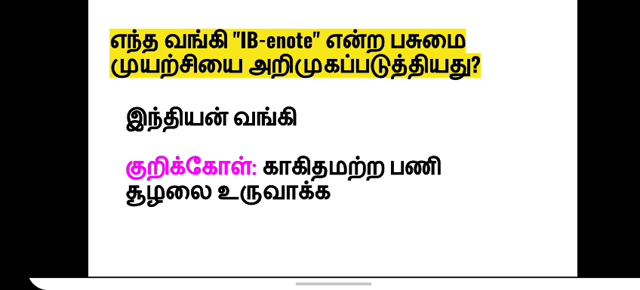 எந்த வங்கி "IB-enote" என்ற பசுமை
முயற்சியை அறிமுகப்படுத்தியது?
இந்தியன் வங்கி
குறிக்கோள்: காகிதமற்ற பணி
சூழலை உருவாக்க